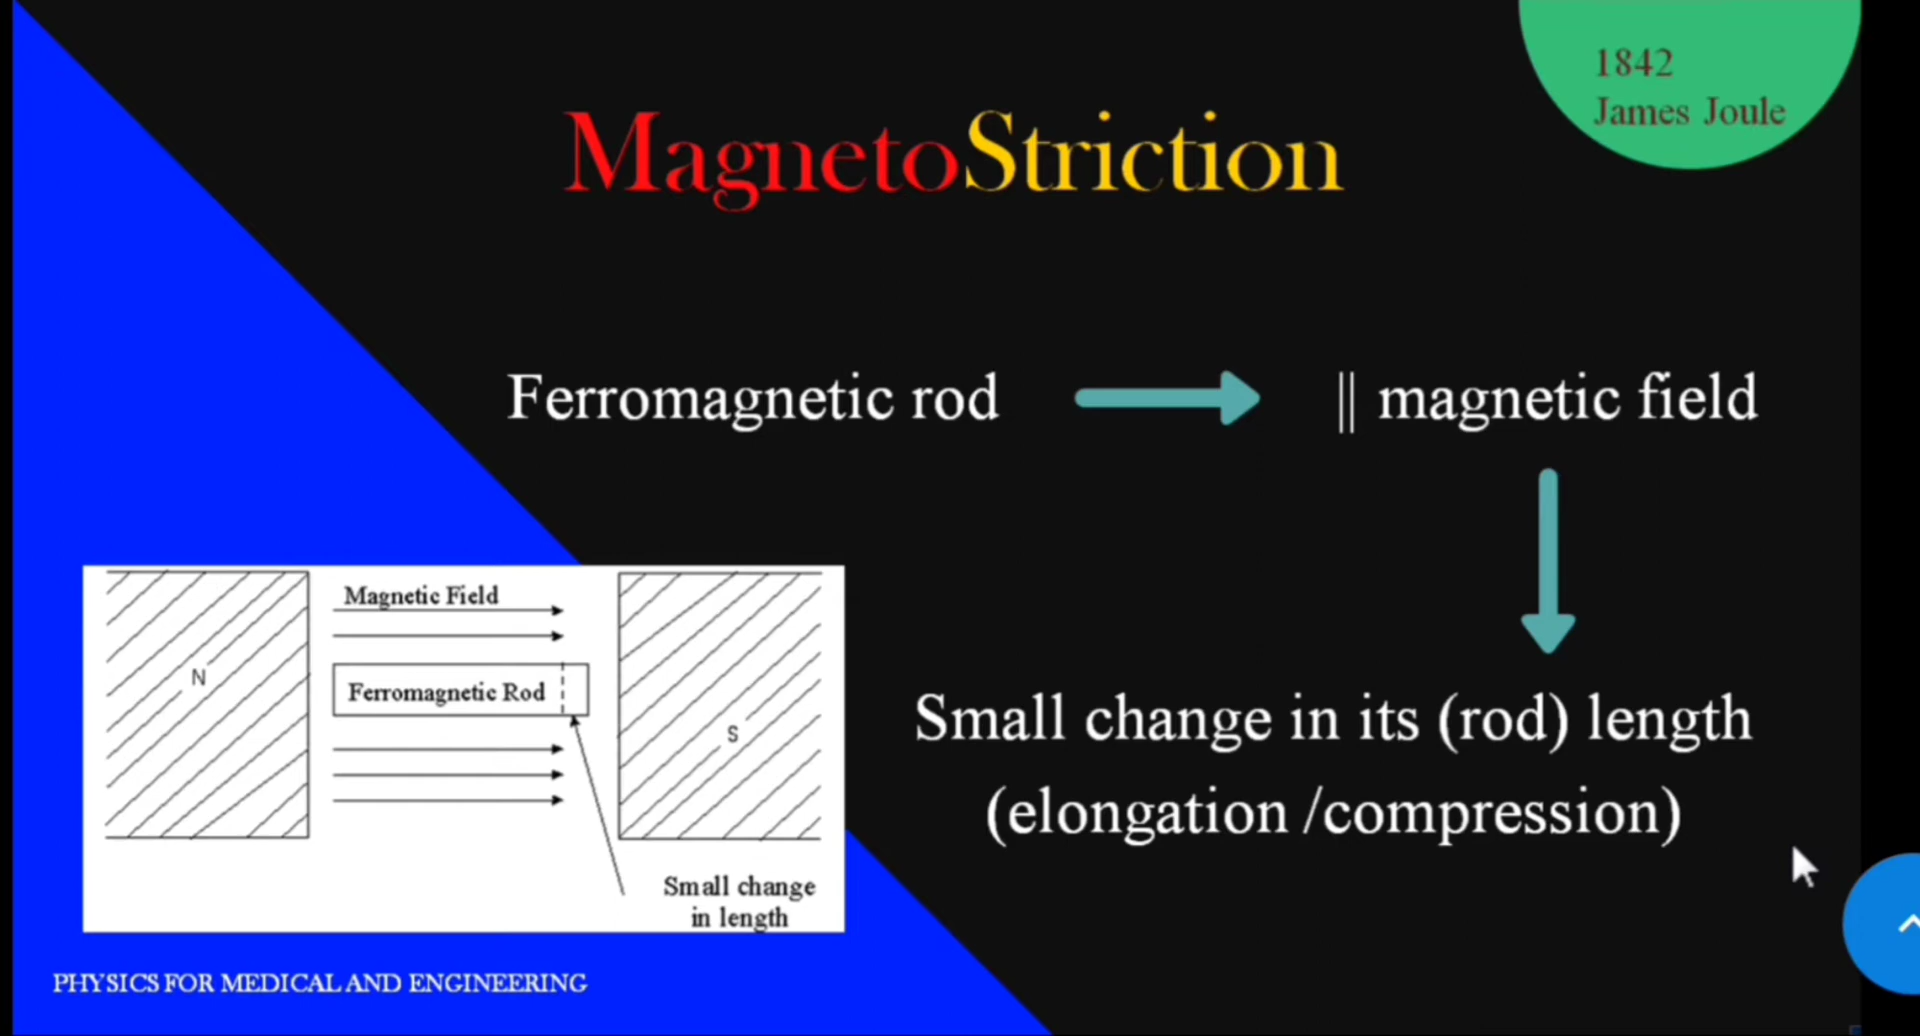 1842
James Joule
MagnetoStriction
Ferromagnetic rod
|| magnetic field
Small change in its (rod) length
(elongation /compression)
Magnetic Field
N
Ferromagnetic Rod
S
Small change
in length
PHYSICS FOR MEDICAL AND ENGINEERING